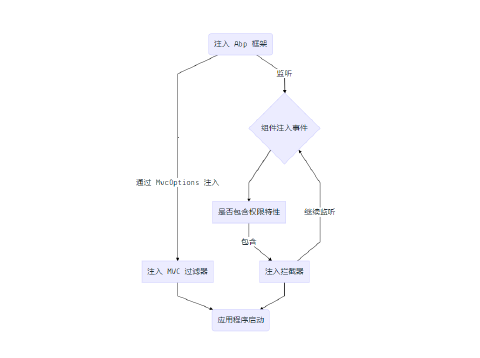 注入 Abp 框架
监听
组件注入事件
通过 MvcOptions 注入
是否包含权限特性
继续监听
包含
注入 MVC 过滤器
注入拦截器
应用程序启动